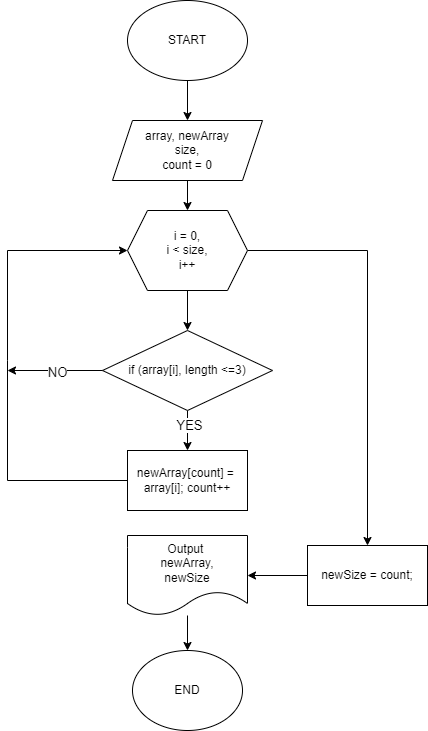 START
array, newArray
size,
count = 0
i = 0,
i < size,
i++
if (array[i], length <=3)
NO
YES
newArray[count] =
array[i]; count++
Output
newArray,
newSize
newSize = count;
END